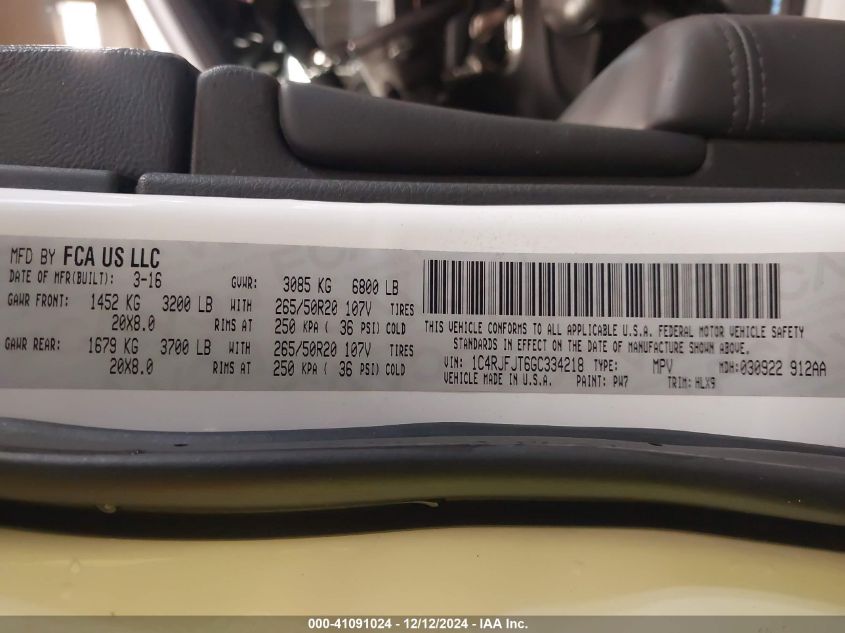 MFD BY FCA US LLC
DATE OF MFR(BUILT): 3-16 GVWR: 3085 KG 6800 LB
GAWR FRONT: 1452 KG 3200 LB WITH 265/50R20 107V TIRES
20X8.0 RIMS AT 250 KPA ( 36 PSI) COLD
GAWR REAR: 1679 KG 3700 LB WITH 265/50R20 107V TIRES
20X8.0 RIMS AT 250 KPA ( 36 PSI) COLD
THIS VEHICLE CONFORMS TO ALL APPLICABLE U.S.A. FEDERAL MOTOR VEHICLE SAFETY
STANDARDS IN EFFECT ON THE DATE OF MANUFACTURE SHOWN ABOVE.
VIN: 1C4RJFJT6GC334218 TYPE: MPV MDH:030922 912AA
VEHICLE MADE IN U.S.A. PAINT: PW7 TRIM: HLX9
000-41091024 - 12/12/2024 - IAA Inc.